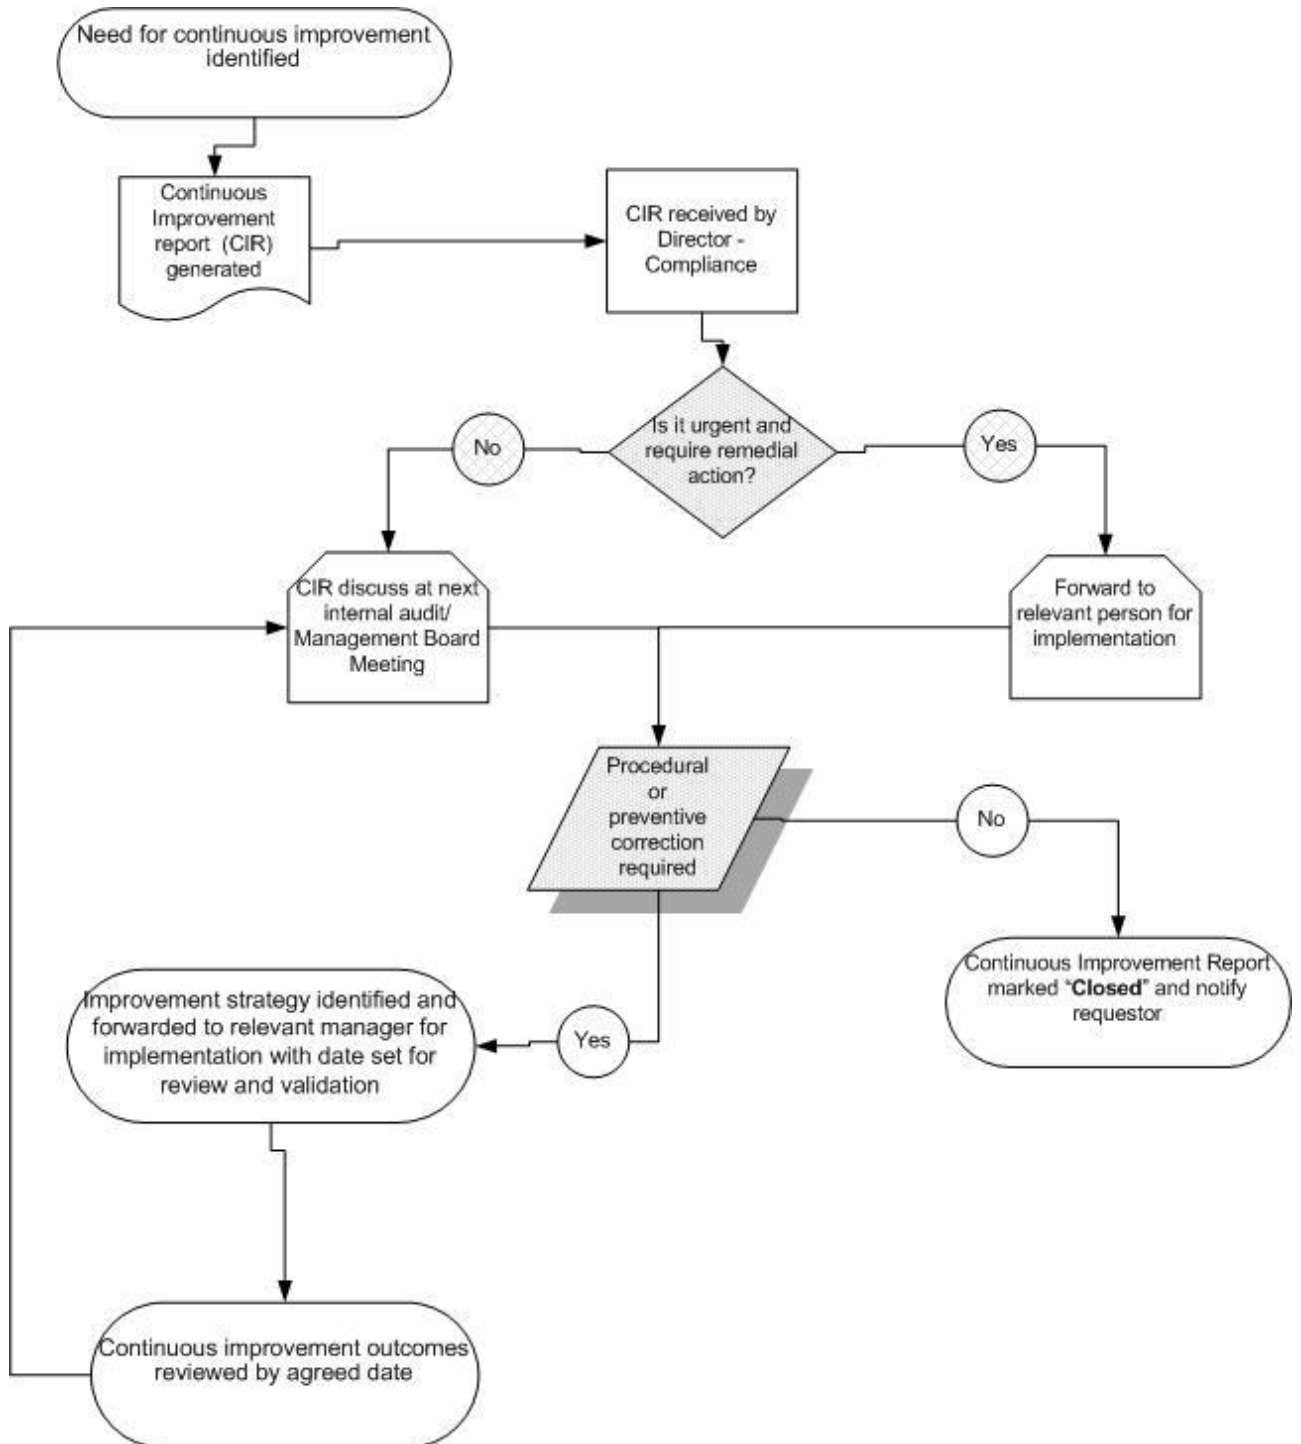 Need for continuous improvement
identified
Continuous
Improvement
report (CIR)
generated
CIR received by
Director -
Compliance
Is it urgent and
require remedial
action?
No
Yes
CIR discuss at next
internal audit/
Management Board
Meeting
Forward to
relevant person for
implementation
Procedural
or
preventive
correction
required
No
Continuous Improvement Report
marked “Closed” and notify
requestor
Improvement strategy identified and
forwarded to relevant manager for
implementation with date set for
review and validation
Yes
Continuous improvement outcomes
reviewed by agreed date